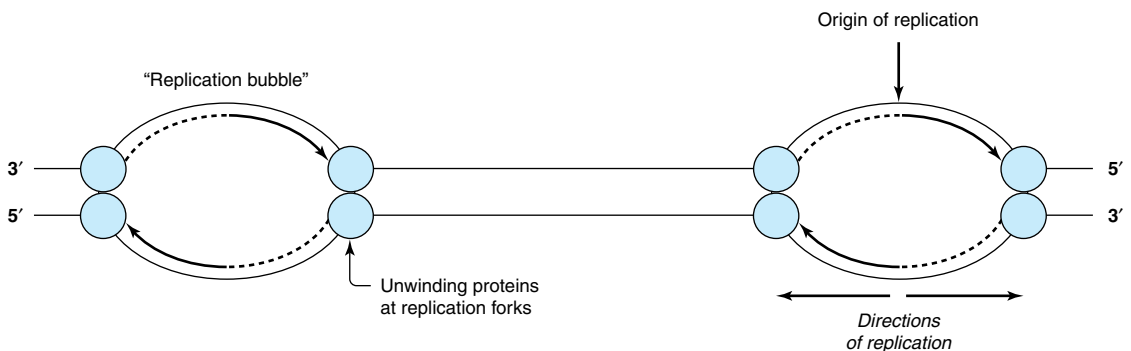 Origin of replication
“Replication bubble”
3′
5′
5′
3′
Unwinding proteins
at replication forks
Directions
of replication